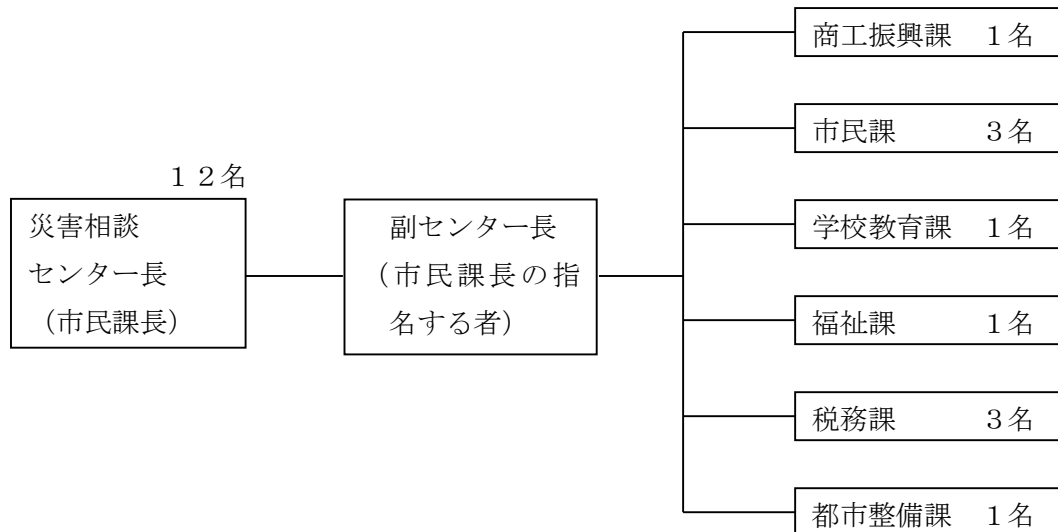 商工振興課 １名
市民課 ３名
１２名
災害相談
センター長
（市民課長）
副センター長
（市民課長の指
名する者）
学校教育課 １名
福祉課 １名
税務課 ３名
都市整備課 １名